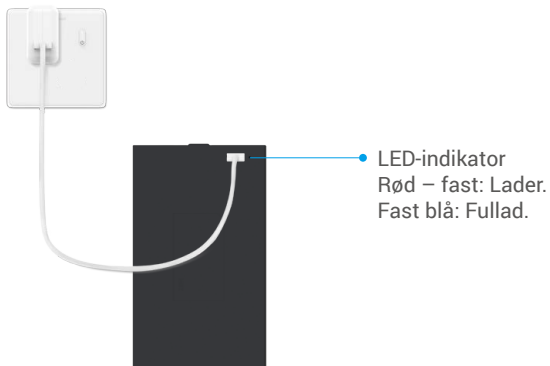 LED-indikator
Rød – fast: Lader.
Fast blå: Fullad.